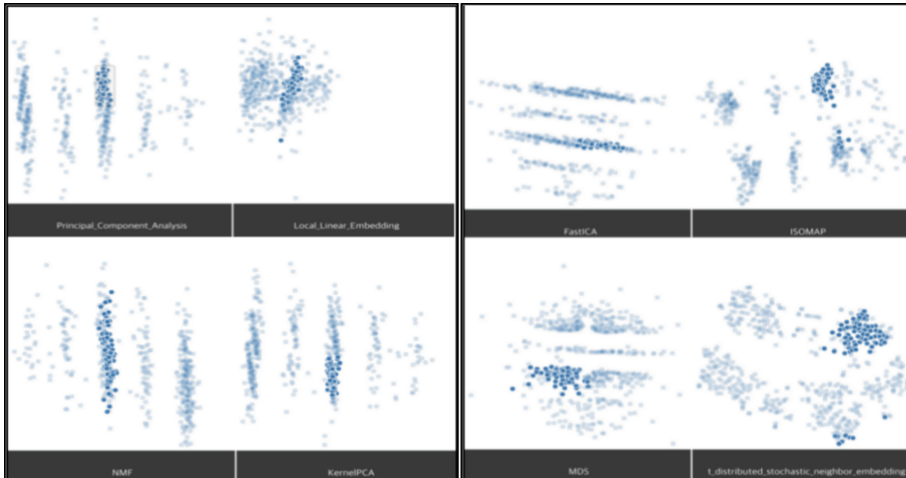 Principal_Component_Analysis
Local_Linear_Embedding
FastICA
ISOMAP
NMF
KernelPCA
MDS
t_distributed_stochastic_neighbor_embedding